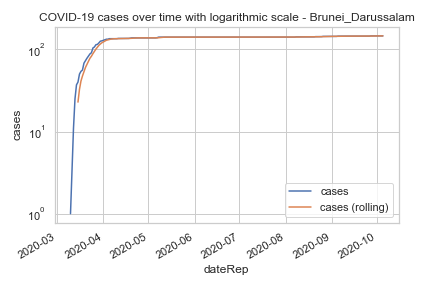 COVID-19 cases over time with logarithmic scale - Brunei_Darussalam
cases
10²
10¹
10⁰
2020-03
2020-04
2020-05
2020-06
2020-07
2020-08
2020-09
2020-10
dateRep
cases
cases (rolling)